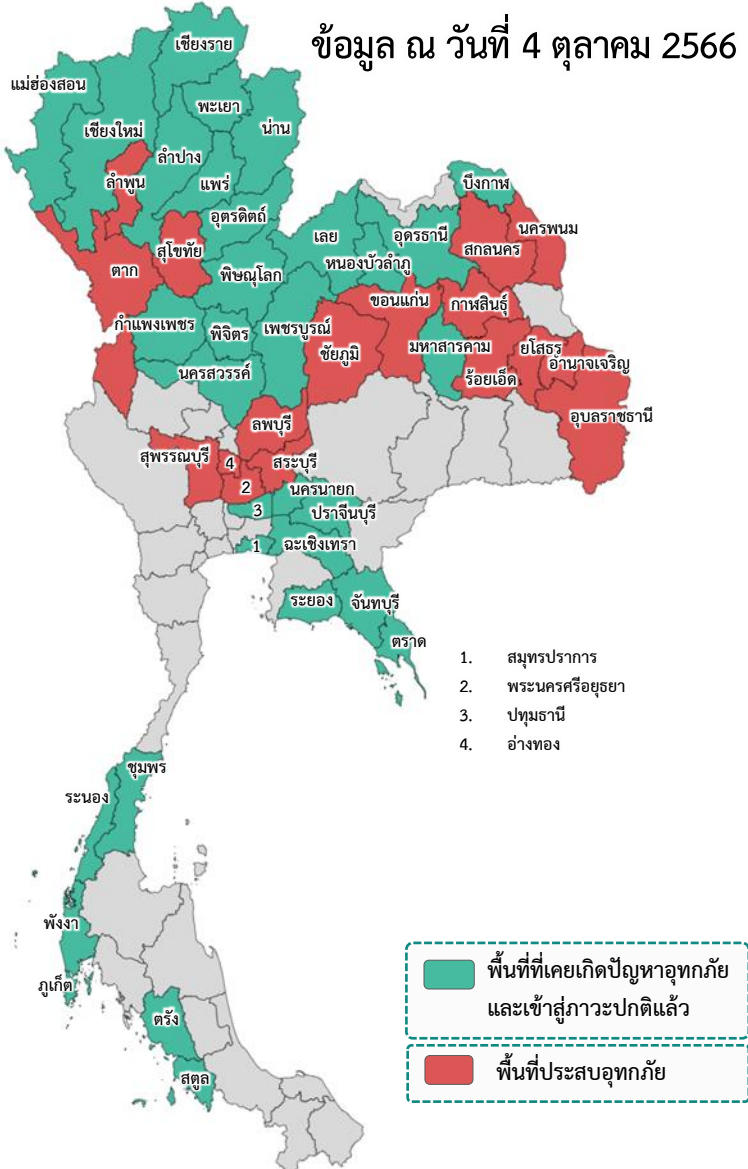 ข้อมูล ณ วันที่ 4 ตุลาคม 2566
เชียงราย
แม่ฮ่องสอน
พะเยา
เชียงใหม่
น่าน
ลำปาง
ลำพูน
แพร่
บึงกาฬ
อุตรดิตถ์
นครพนม
เลย
อุดรธานี
สกลนคร
สุโขทัย
หนองบัวลำภู
ตาก
พิษณุโลก
ขอนแก่น
กาฬสินธุ์
กำแพงเพชร
พิจิตร
เพชรบูรณ์
ชัยภูมิ
มหาสารคาม
ยโสธร
อำนาจเจริญ
นครสวรรค์
ร้อยเอ็ด
ลพบุรี
อุบลราชธานี
สุพรรณบุรี
4
สระบุรี
2
นครนายก
3
ปราจีนบุรี
1
ฉะเชิงเทรา
ระยอง
จันทบุรี
ตราด
1. สมุทรปราการ
2. พระนครศรีอยุธยา
3. ปทุมธานี
4. อ่างทอง
ชุมพร
ระนอง
พังงา
ภูเก็ต
ตรัง
สตูล
พื้นที่ที่เคยเกิดปัญหาอุทกภัย
และเข้าสู่ภาวะปกติแล้ว
พื้นที่ประสบอุทกภัย